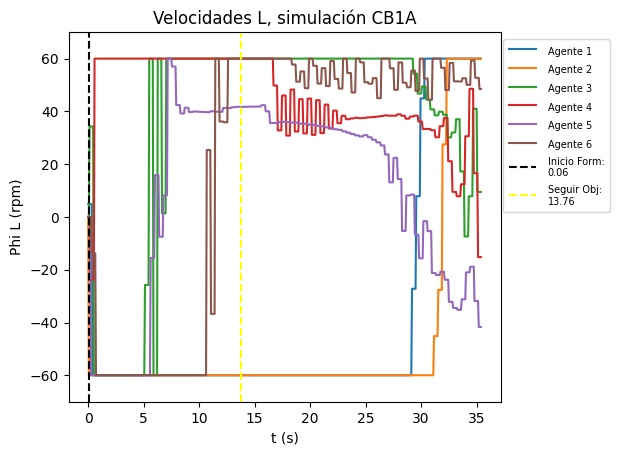 Velocidades L, simulación CB1A
Phi L (rpm)
60
40
20
0
−20
−40
−60
0
5
10
15
20
25
30
35
t (s)
Agente 1
Agente 2
Agente 3
Agente 4
Agente 5
Agente 6
Inicio Form:
0.06
Seguir Obj:
13.76